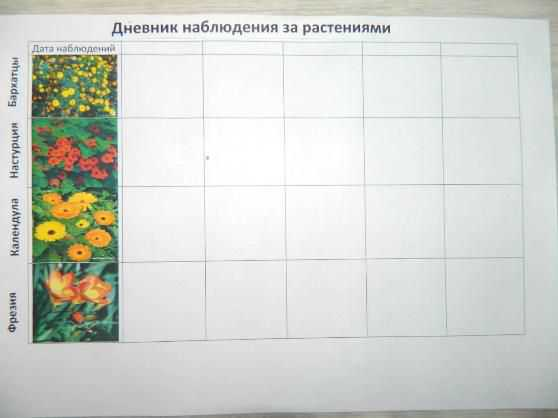 Дневник наблюдения за растениями
Дата наблюдений
Бархатцы
Настурция
Календула
Фрезия